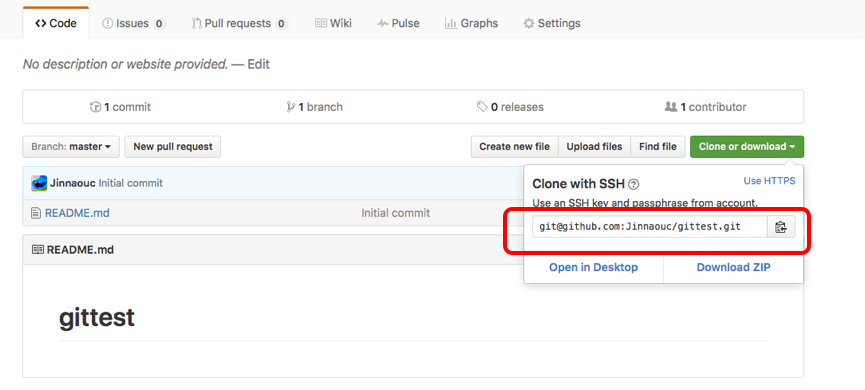 Code Issues 0 Pull requests 0 Wiki Pulse Graphs Settings
No description or website provided. — Edit
1 commit 1 branch 0 releases 1 contributor
Branch: master New pull request Create new file Upload files Find file Clone or download
Jinnaouc Initial commit
README.md Initial commit
Clone with SSH ? Use HTTPS
Use an SSH key and passphrase from account.
git@github.com:Jinnaouc/gittest.git
Open in Desktop Download ZIP
README.md
gittest